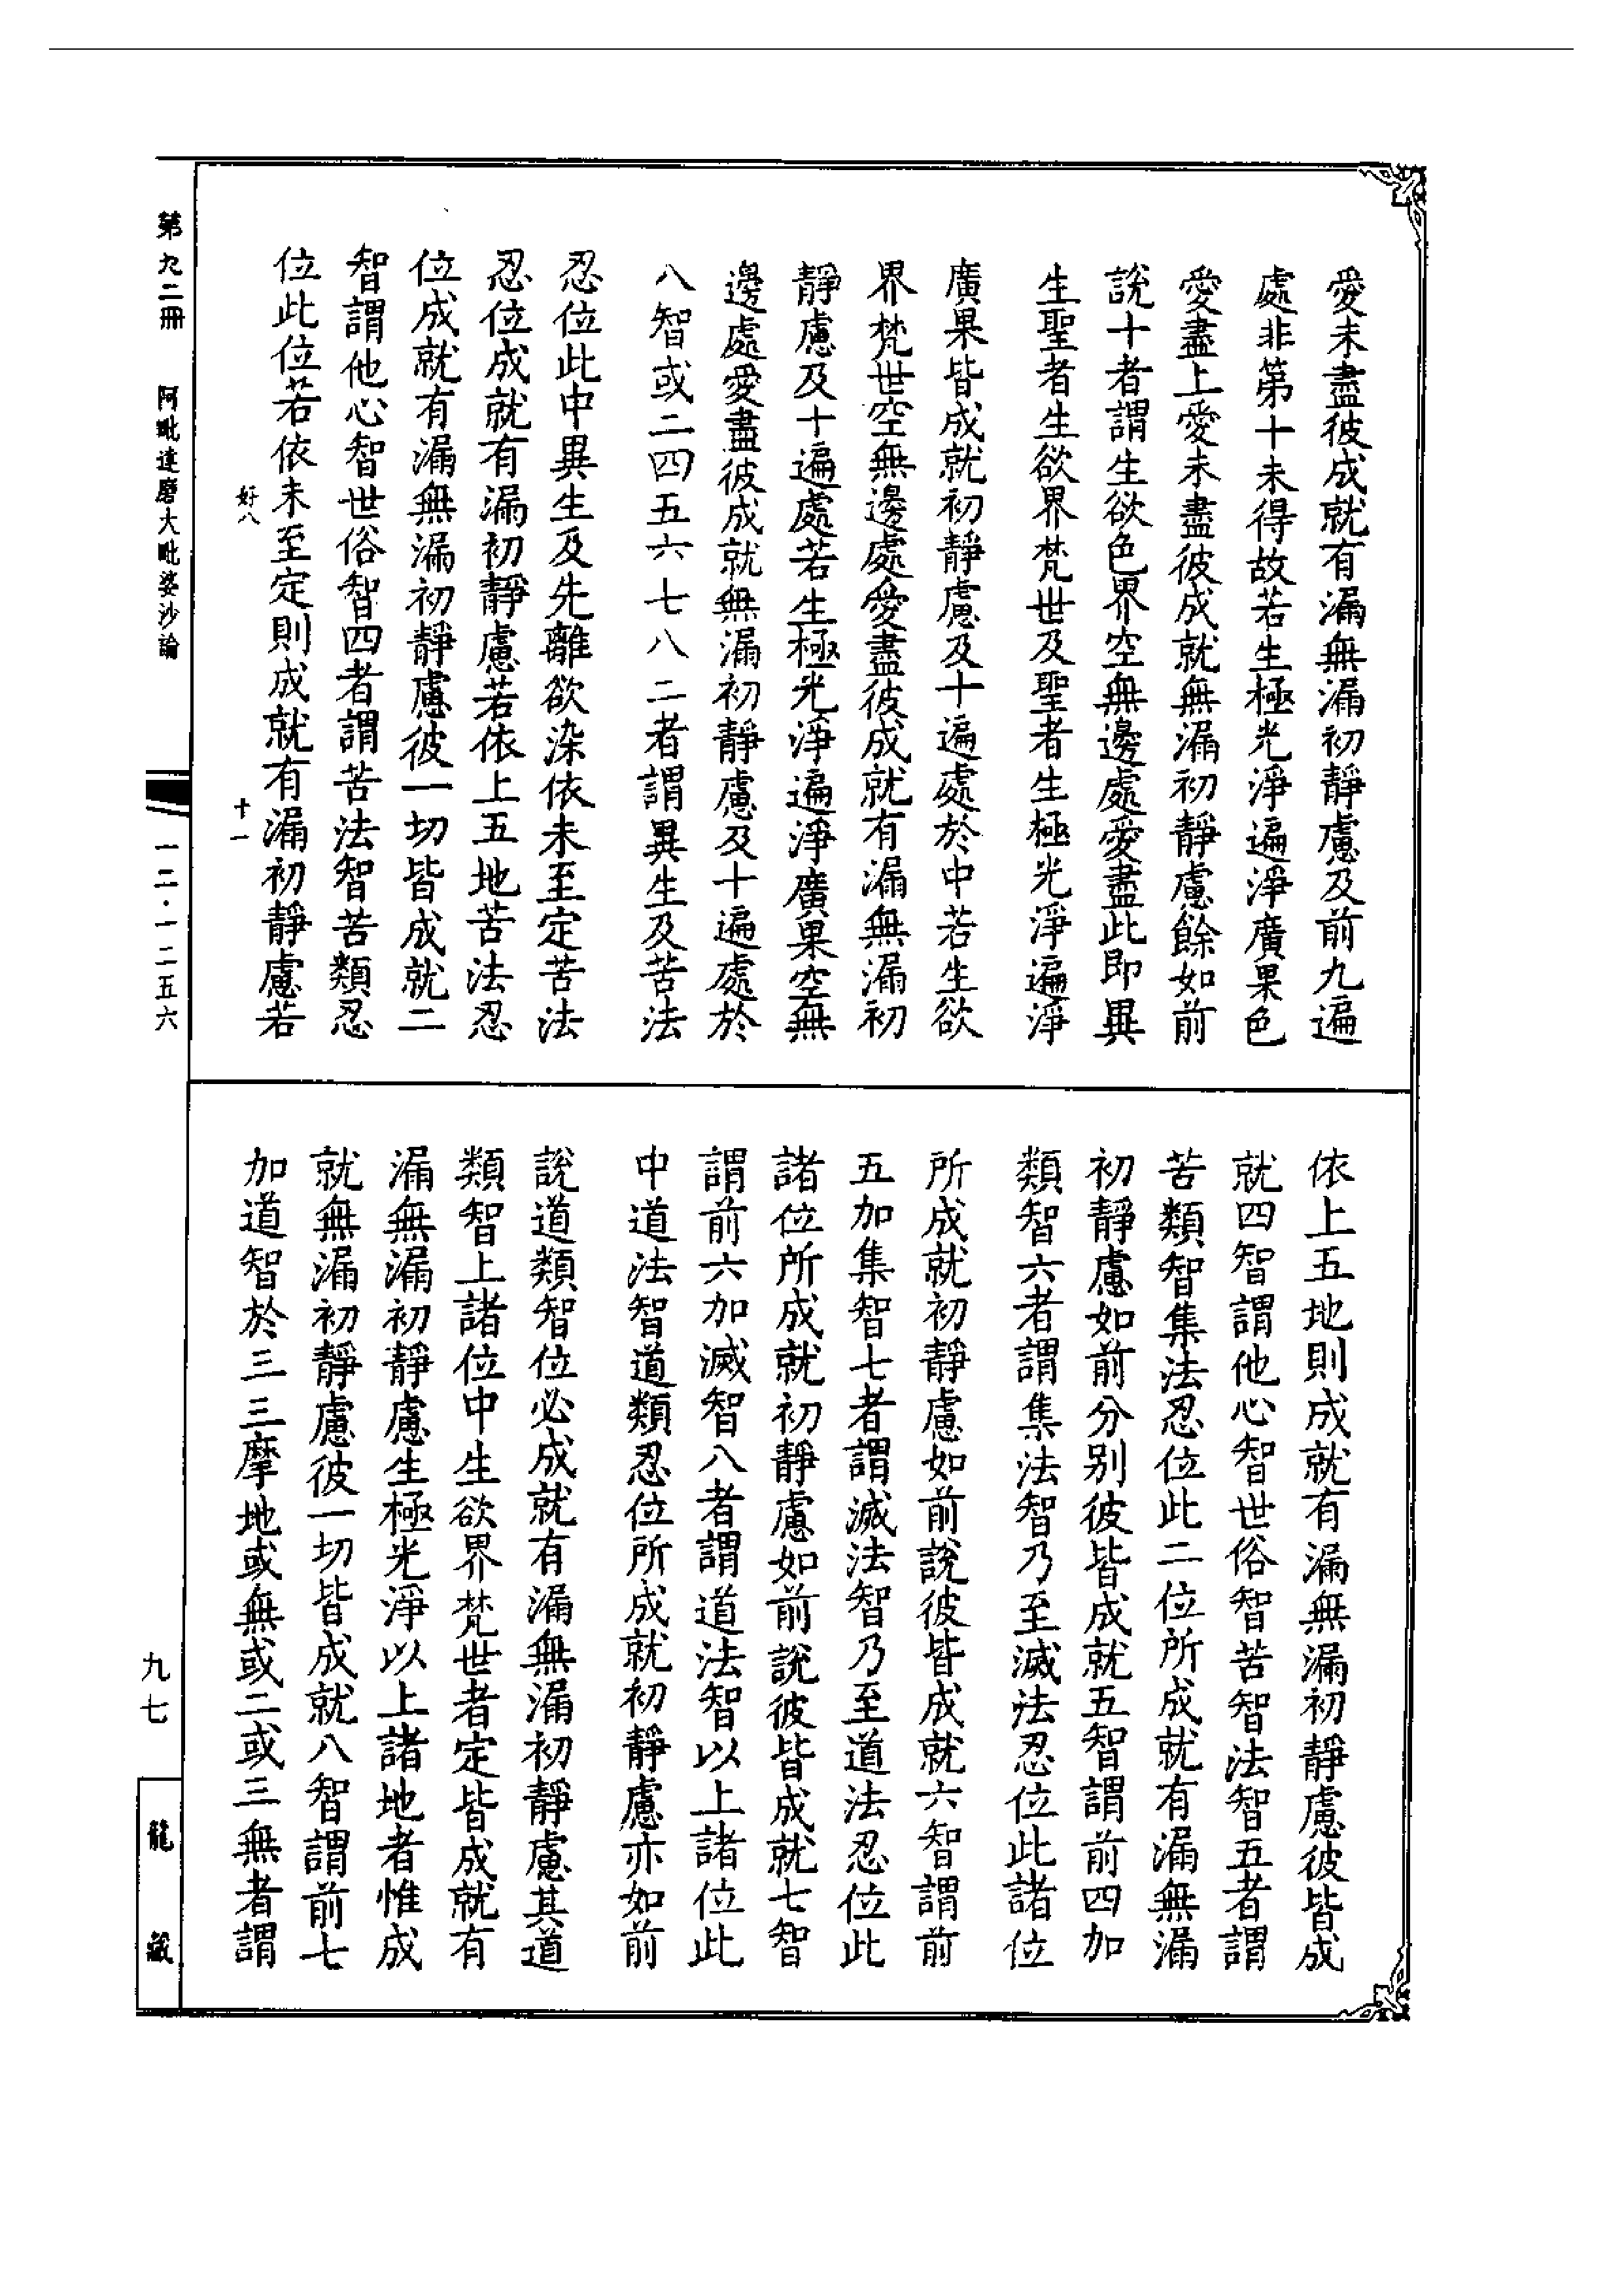 愛未盡彼成就有漏無漏初靜慮及前九遍
處非第十未得故若生極光淨遍淨廣果色
愛盡上愛未盡彼成就無漏初靜慮餘如前
說十者謂生欲色界空無邊處愛盡此即異
生聖者生欲界梵世及聖者生極光淨遍淨
廣果皆成就初靜慮及十遍處於中若生欲
界梵世空無邊處愛盡彼成就有漏無漏初
靜慮及十遍處若生極光淨遍淨廣果空無
邊處愛盡彼成就無漏初靜慮及十遍處於
八智或二四五六七八二者謂異生及苦法
忍位此中異生及先離欲染依未至定苦法
忍位成就有漏初靜慮若依上五地苦法忍
位成就有漏無漏初靜慮彼一切皆成就二
智謂他心智世俗智四者謂苦法智苦類忍
位此位若依未至定則成就有漏初靜慮若
好八 十一
依上五地則成就有漏無漏初靜慮彼皆成
就四智謂他心智世俗智苦智法智五者謂
苦類智集法忍位此二位所成就有漏無漏
初靜慮如前分別彼皆成就五智謂前四加
類智六者謂集法智乃至滅法忍位此諸位
所成就初靜慮如前說彼皆成就六智謂前
五加集智七者謂滅法智乃至道法忍位此
諸位所成就初靜慮如前說彼皆成就七智
謂前六加滅智八者謂道法智以上諸位此
中道法智道類忍位所成就初靜慮亦如前
說道類智位必成就有漏無漏初靜慮其道
類智上諸位中生欲界梵世者定皆成就有
漏無漏初靜慮生極光淨以上諸地者惟成
就無漏初靜慮彼一切皆成就八智謂前七
加道智於三三摩地或無或二或三無者謂
第九二冊 阿毗達磨大毗婆沙論 一二·一二五六
九七
龍藏